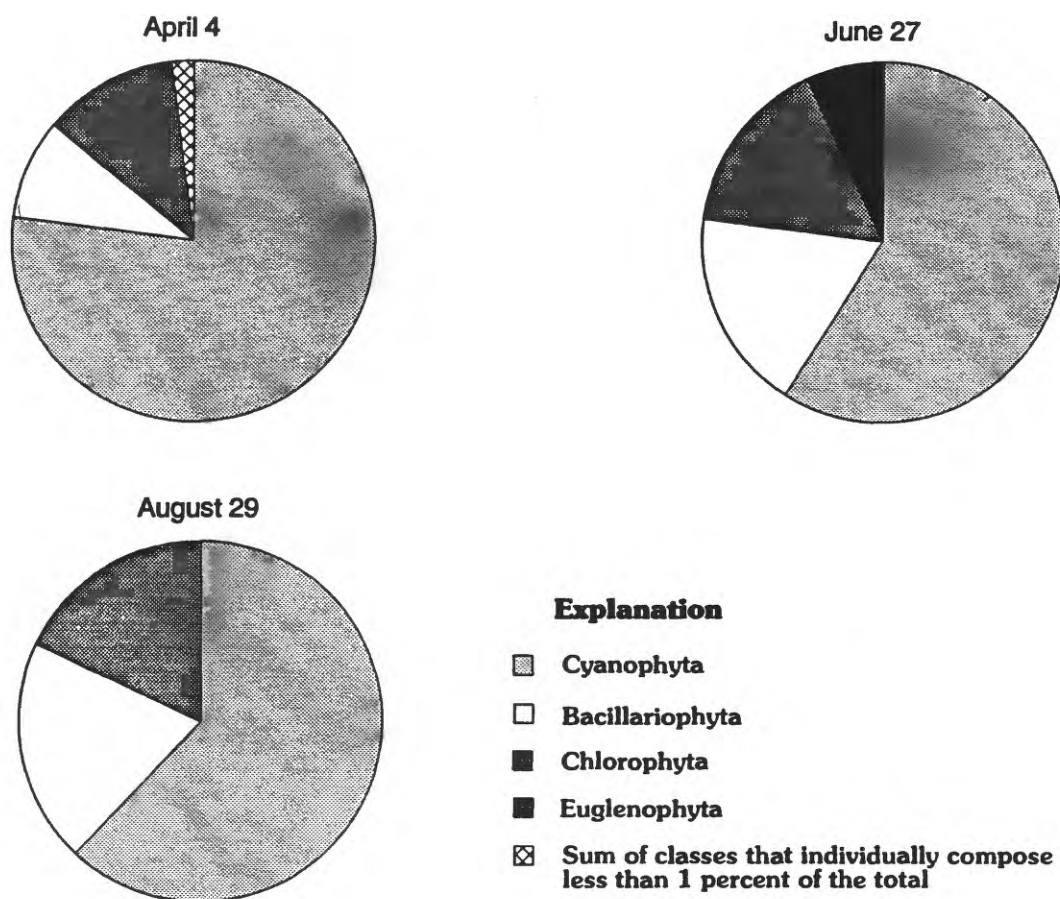 April 4
June 27
August 29
Explanation
Cyanophyta
Bacillariophyta
Chlorophyta
Euglenophyta
Sum of classes that individually compose
less than 1 percent of the total